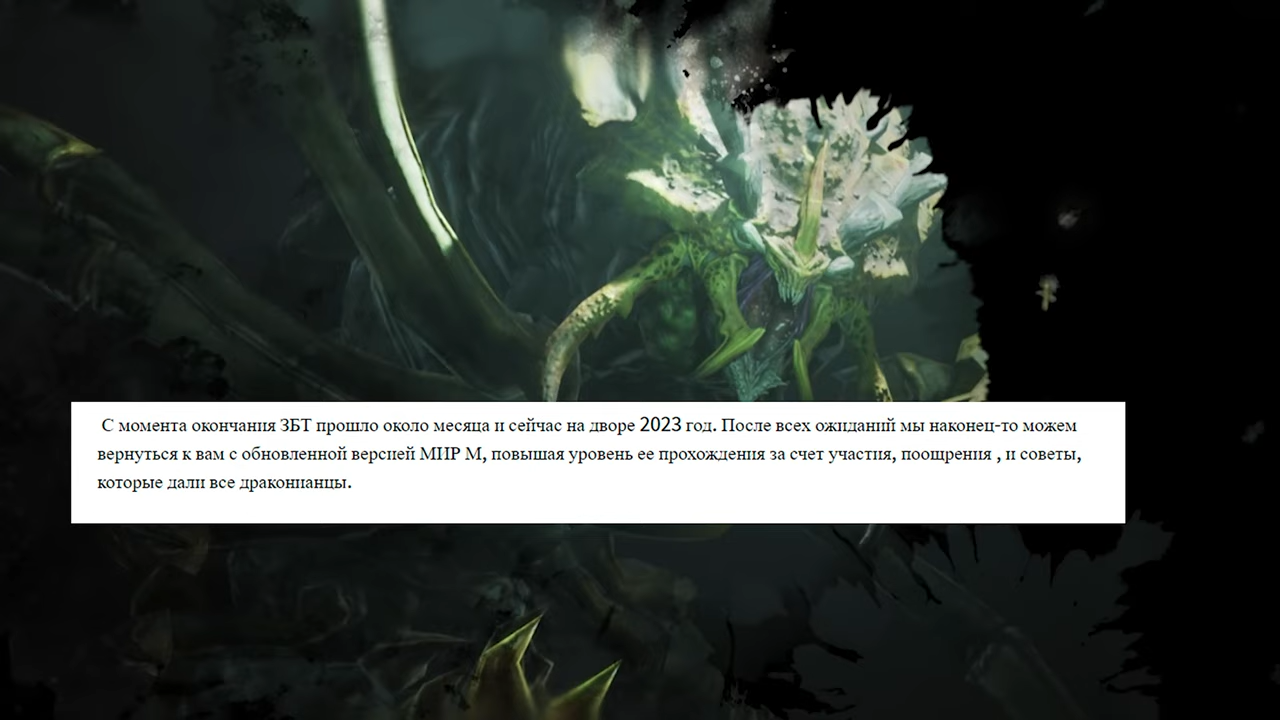 С момента окончания ЗБТ прошло около месяца и сейчас на дворе 2023 год. После всех ожиданий мы наконец-то можем
вернуться к вам с обновленной версией МИР М, повышая уровень ее прохождения за счет участия, поощрения , и советы,
которые дали все драконианцы.